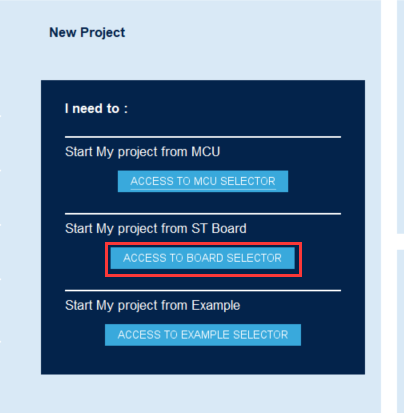 New Project
I need to :
Start My project from MCU
ACCESS TO MCU SELECTOR
Start My project from ST Board
ACCESS TO BOARD SELECTOR
Start My project from Example
ACCESS TO EXAMPLE SELECTOR